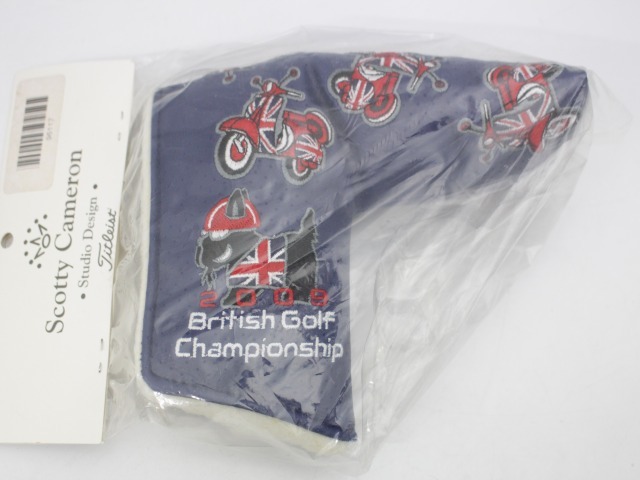 Scotty Cameron
• Studio Design •
Titleist
2009
British Golf
Championship